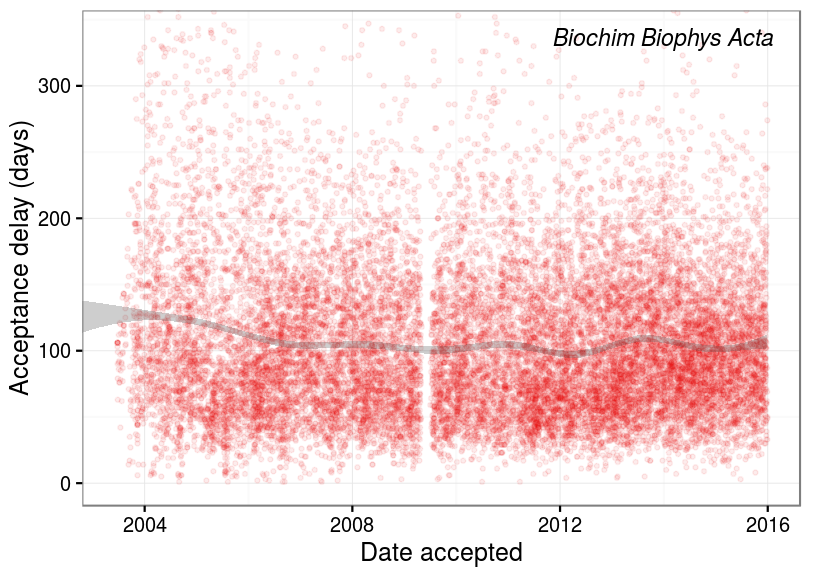 Biochim Biophys Acta
Acceptance delay (days)
300
200
100
0
2004 2008 2012 2016
Date accepted